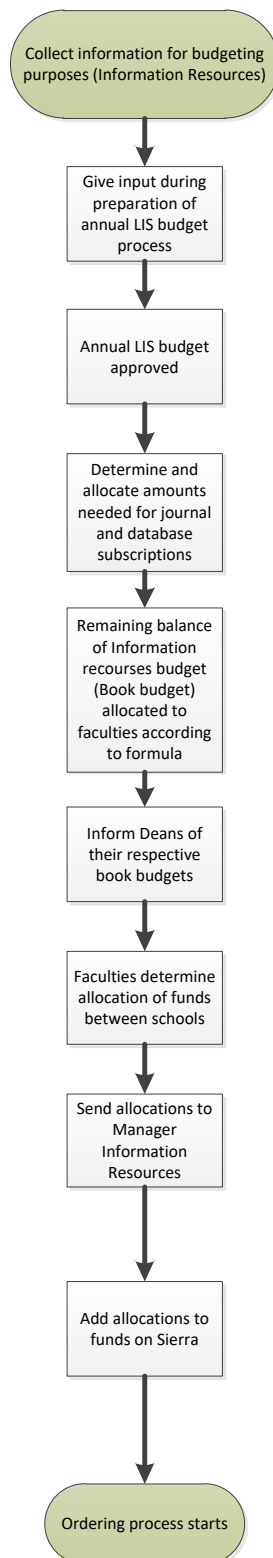 Collect information for budgeting
purposes (Information Resources)
Give input during
preparation of
annual LIS budget
process
Annual LIS budget
approved
Determine and
allocate amounts
needed for journal
and database
subscriptions
Remaining balance
of Information
recourses budget
(Book budget)
allocated to
faculties according
to formula
Inform Deans of
their respective
book budgets
Faculties determine
allocation of funds
between schools
Send allocations to
Manager
Information
Resources
Add allocations to
funds on Sierra
Ordering process starts